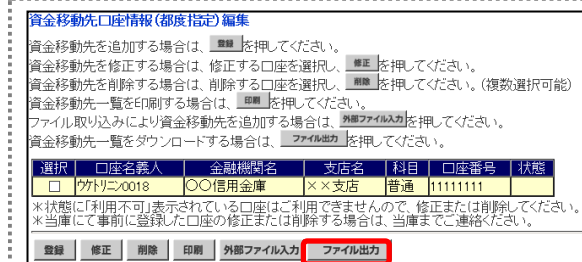 資金移動先口座情報(都度指定)編集
資金移動先を追加する場合は、 登録 を押してください。
資金移動先を修正する場合は、修正する口座を選択し、 修正 を押してください。
資金移動先を削除する場合は、削除する口座を選択し、 削除 を押してください。(複数選択可能)
資金移動先一覧を印刷する場合は、 印刷 を押してください。
ファイル取り込みにより資金移動先を追加する場合は、 外部ファイル入力 を押してください。
資金移動先一覧をダウンロードする場合は、 ファイル出力 を押してください。
選択 口座名義人 金融機関名 支店名 科目 口座番号 状態
ウケトリニン0018 〇〇信用金庫 ××支店 普通 11111111
*状態に「利用不可」表示されている口座はご利用できませんので、修正または削除してください。
*当庫にて事前に登録した口座の修正または削除する場合は、当庫までご連絡ください。
登録 修正 削除 印刷 外部ファイル入力 ファイル出力